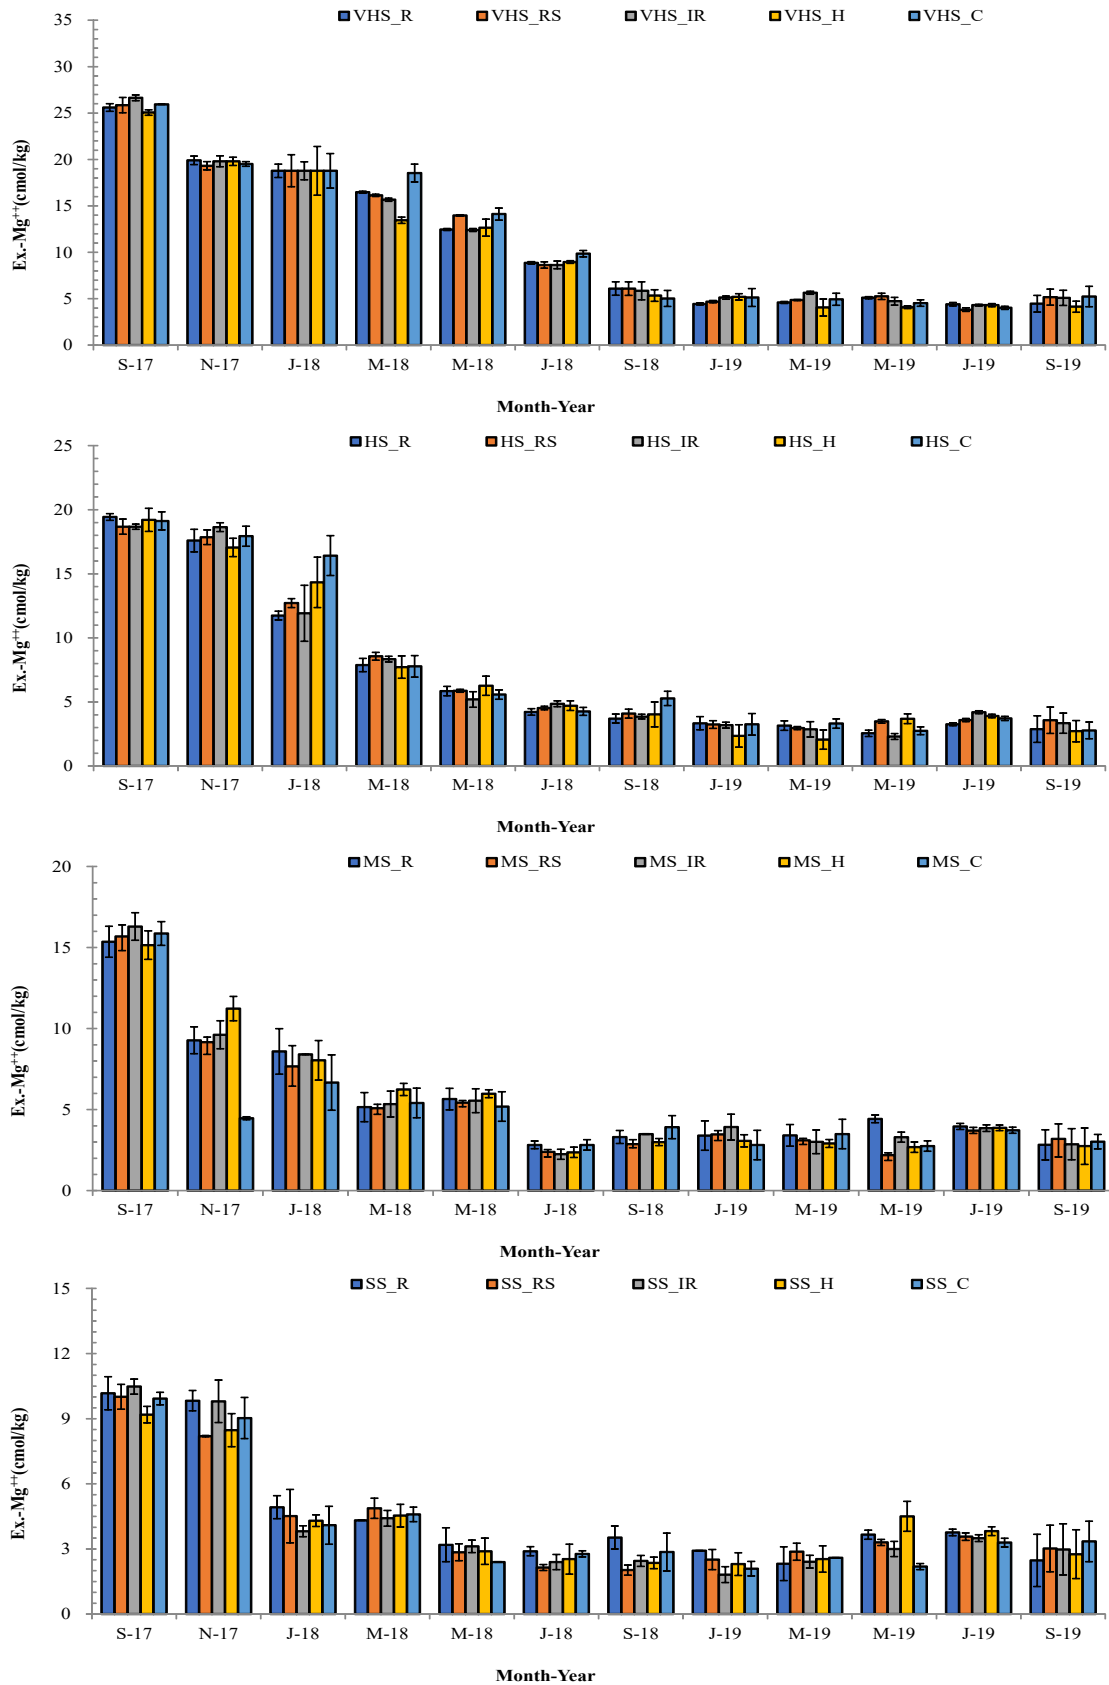 VHS_R VHS_RS VHS_IR VHS_H VHS_C
35
30
25
20
15
10
5
0
Ex.-Mg⁺⁺(cmol/kg)
S-17 N-17 J-18 M-18 M-18 J-18 S-18 J-19 M-19 M-19 J-19 S-19
Month-Year
HS_R HS_RS HS_IR HS_H HS_C
25
20
15
10
5
0
Ex.-Mg⁺⁺(cmol/kg)
S-17 N-17 J-18 M-18 M-18 J-18 S-18 J-19 M-19 M-19 J-19 S-19
Month-Year
MS_R MS_RS MS_IR MS_H MS_C
20
15
10
5
0
Ex.-Mg⁺⁺(cmol/kg)
S-17 N-17 J-18 M-18 M-18 J-18 S-18 J-19 M-19 M-19 J-19 S-19
Month-Year
SS_R SS_RS SS_IR SS_H SS_C
15
12
9
6
3
0
Ex.-Mg⁺⁺(cmol/kg)
S-17 N-17 J-18 M-18 M-18 J-18 S-18 J-19 M-19 M-19 J-19 S-19
Month-Year